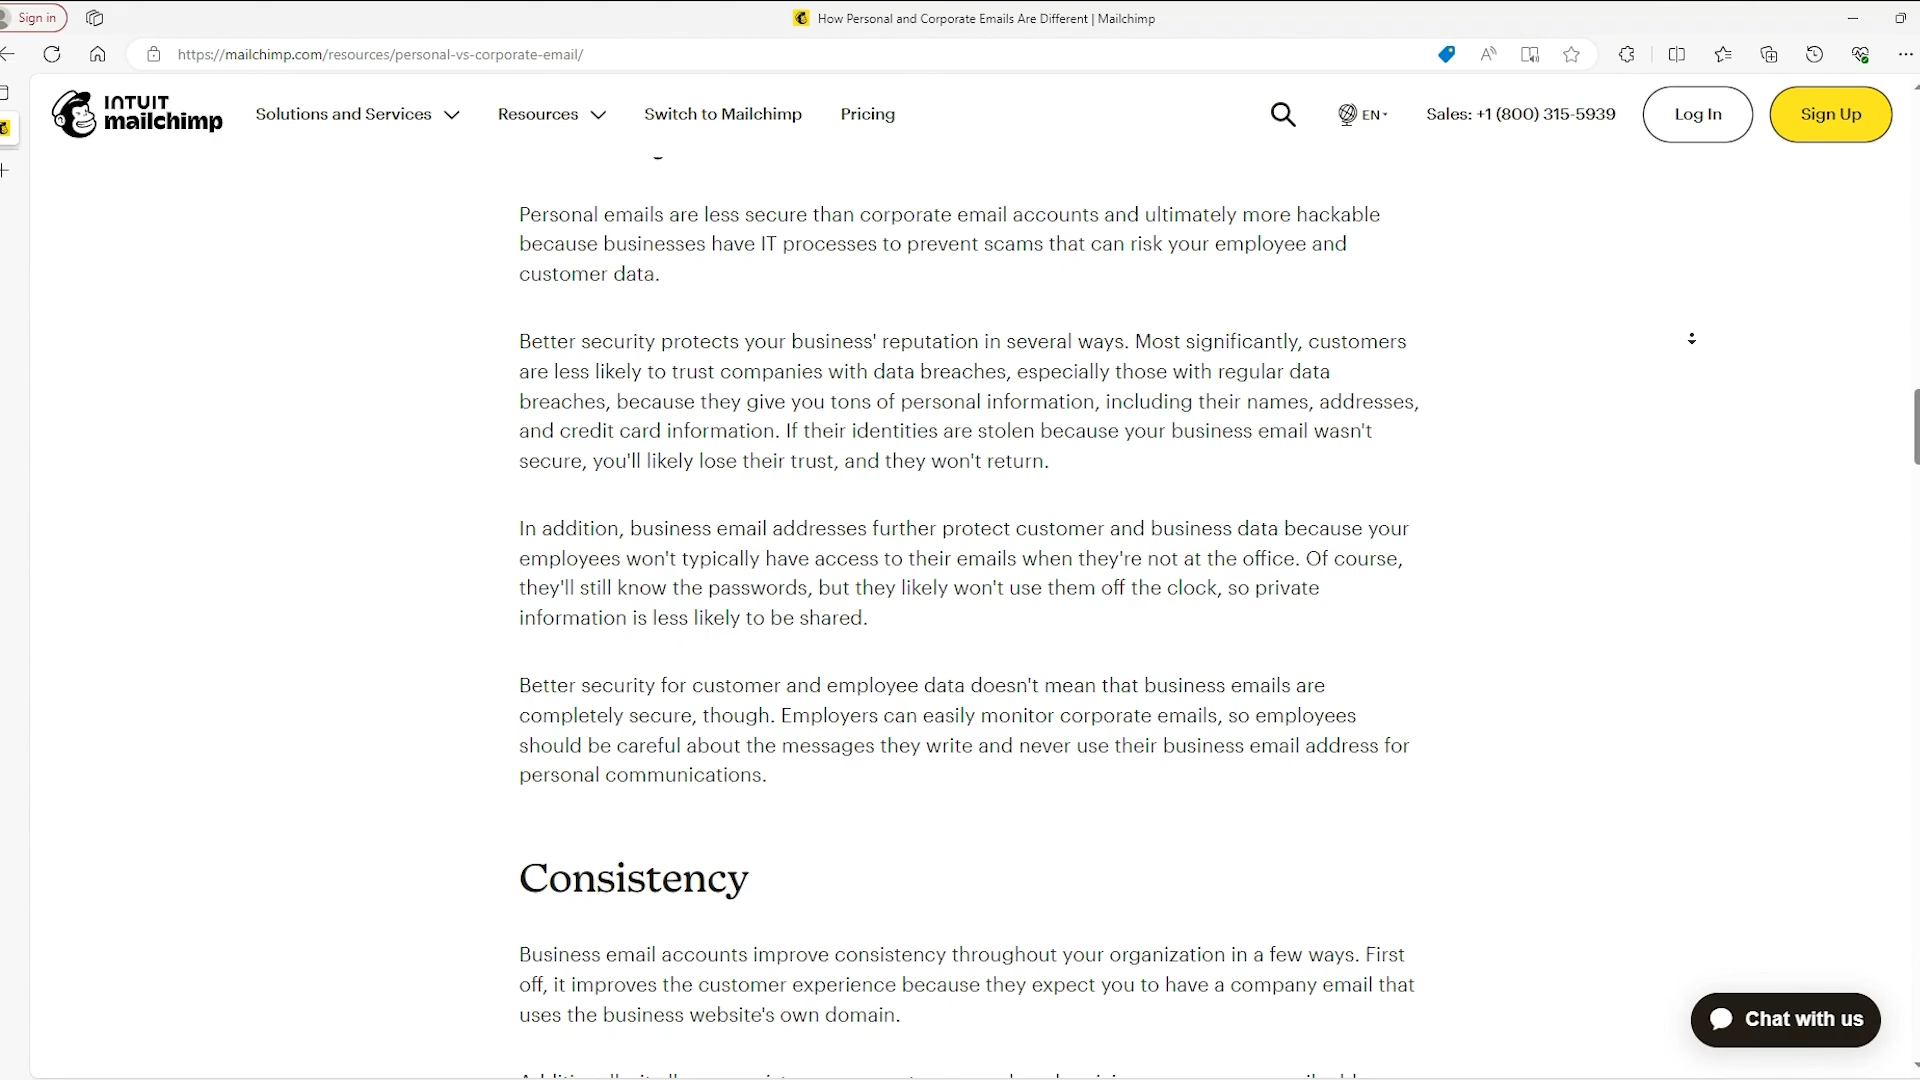 Sign in
How Personal and Corporate Emails Are Different | Mailchimp
https://mailchimp.com/resources/personal-vs-corporate-email/
INTUIT
mailchimp
Solutions and Services
Resources
Switch to Mailchimp
Pricing
EN
Sales: +1 (800) 315-5939
Log In
Sign Up
Personal emails are less secure than corporate email accounts and ultimately more hackable
because businesses have IT processes to prevent scams that can risk your employee and
customer data.
Better security protects your business' reputation in several ways. Most significantly, customers
are less likely to trust companies with data breaches, especially those with regular data
breaches, because they give you tons of personal information, including their names, addresses,
and credit card information. If their identities are stolen because your business email wasn't
secure, you'll likely lose their trust, and they won't return.
In addition, business email addresses further protect customer and business data because your
employees won't typically have access to their emails when they're not at the office. Of course,
they'll still know the passwords, but they likely won't use them off the clock, so private
information is less likely to be shared.
Better security for customer and employee data doesn't mean that business emails are
completely secure, though. Employers can easily monitor corporate emails, so employees
should be careful about the messages they write and never use their business email address for
personal communications.
Consistency
Business email accounts improve consistency throughout your organization in a few ways. First
off, it improves the customer experience because they expect you to have a company email that
uses the business website's own domain.
Chat with us